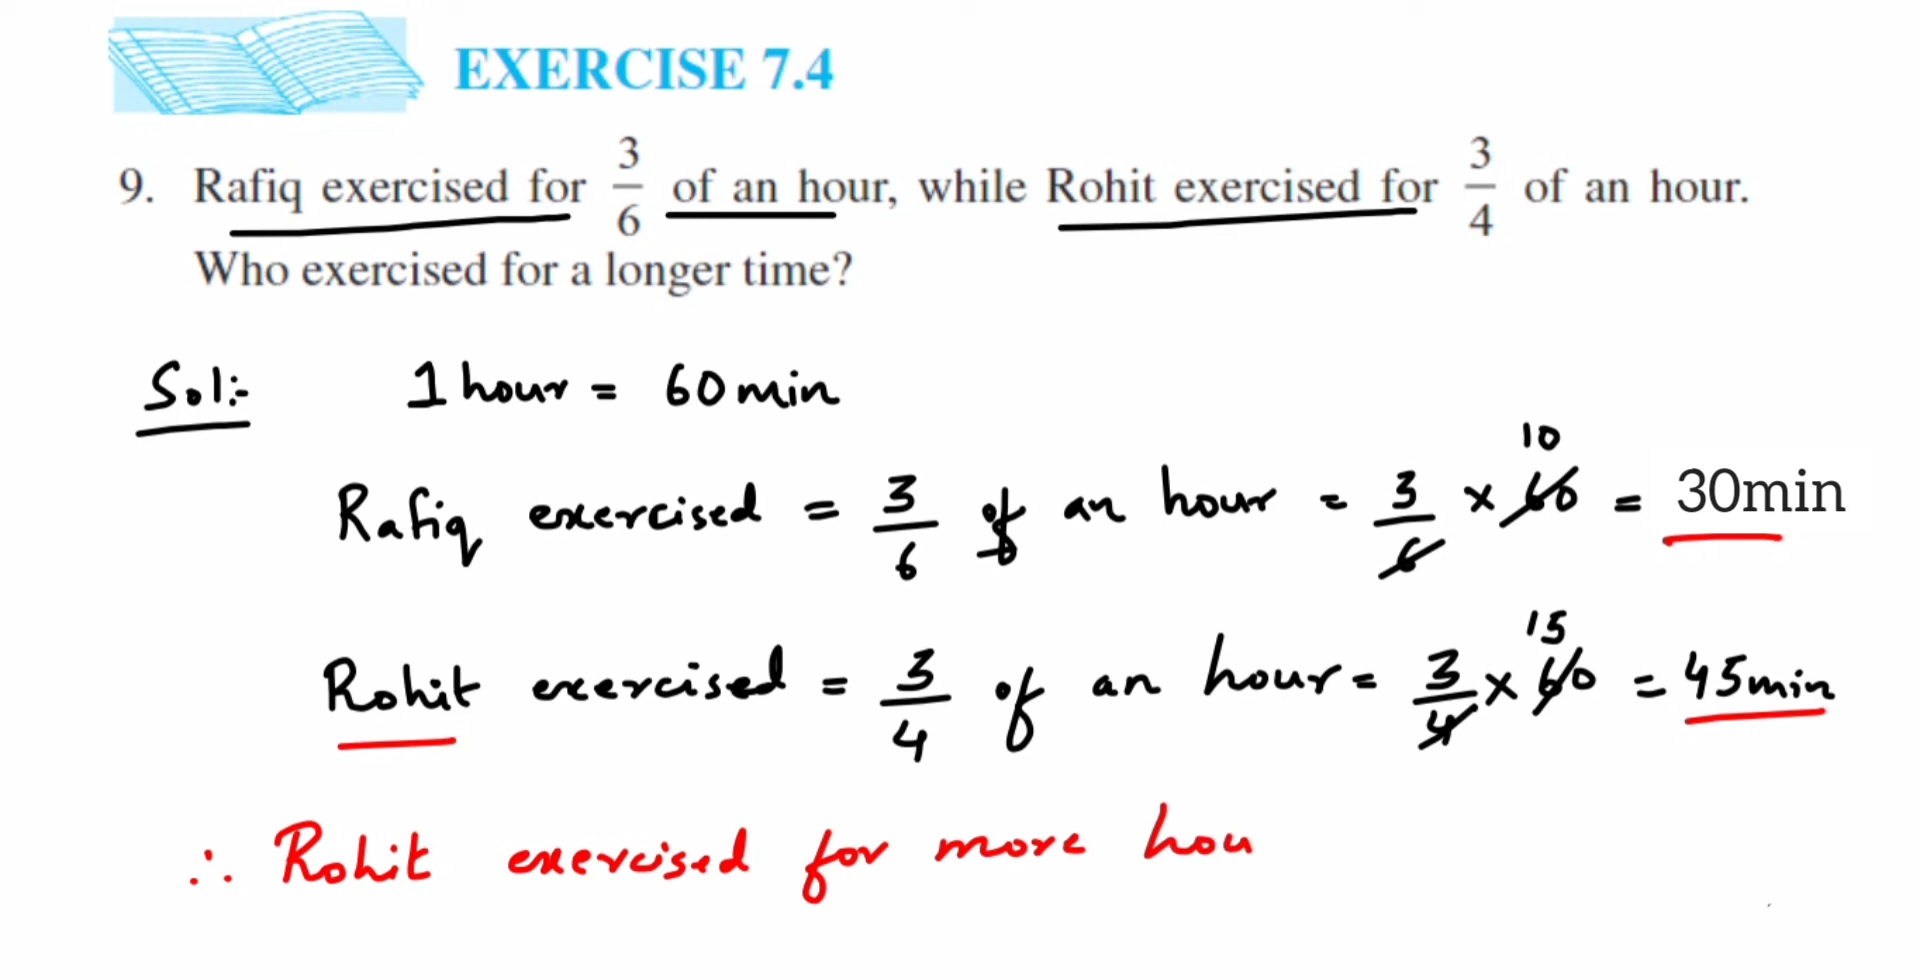 EXERCISE 7.4
9. Rafiq exercised for 3/6 of an hour, while Rohit exercised for 3/4 of an hour.
Who exercised for a longer time?
Sol:- 1 hour = 60 min
Rafiq exercised = 3/6 of an hour = 3/6 × 60 10 = 30min
Rohit exercised = 3/4 of an hour = 3/4 × 60 15 = 45min
∴ Rohit exercised for more hou